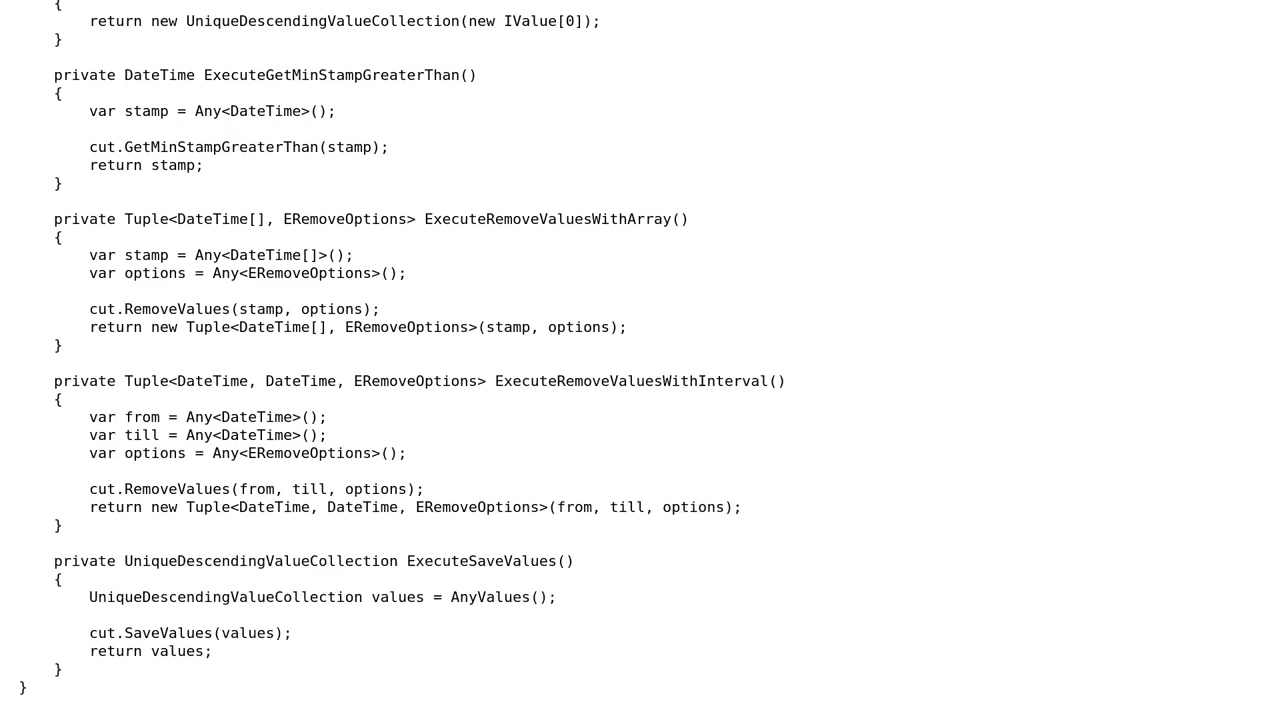 {
return new UniqueDescendingValueCollection(new IValue[0]);
}
private DateTime ExecuteGetMinStampGreaterThan()
{
var stamp = Any<DateTime>();
cut.GetMinStampGreaterThan(stamp);
return stamp;
}
private Tuple<DateTime[], ERemoveOptions> ExecuteRemoveValuesWithArray()
{
var stamp = Any<DateTime[]>();
var options = Any<ERemoveOptions>();
cut.RemoveValues(stamp, options);
return new Tuple<DateTime[], ERemoveOptions>(stamp, options);
}
private Tuple<DateTime, DateTime, ERemoveOptions> ExecuteRemoveValuesWithInterval()
{
var from = Any<DateTime>();
var till = Any<DateTime>();
var options = Any<ERemoveOptions>();
cut.RemoveValues(from, till, options);
return new Tuple<DateTime, DateTime, ERemoveOptions>(from, till, options);
}
private UniqueDescendingValueCollection ExecuteSaveValues()
{
UniqueDescendingValueCollection values = AnyValues();
cut.SaveValues(values);
return values;
}
}